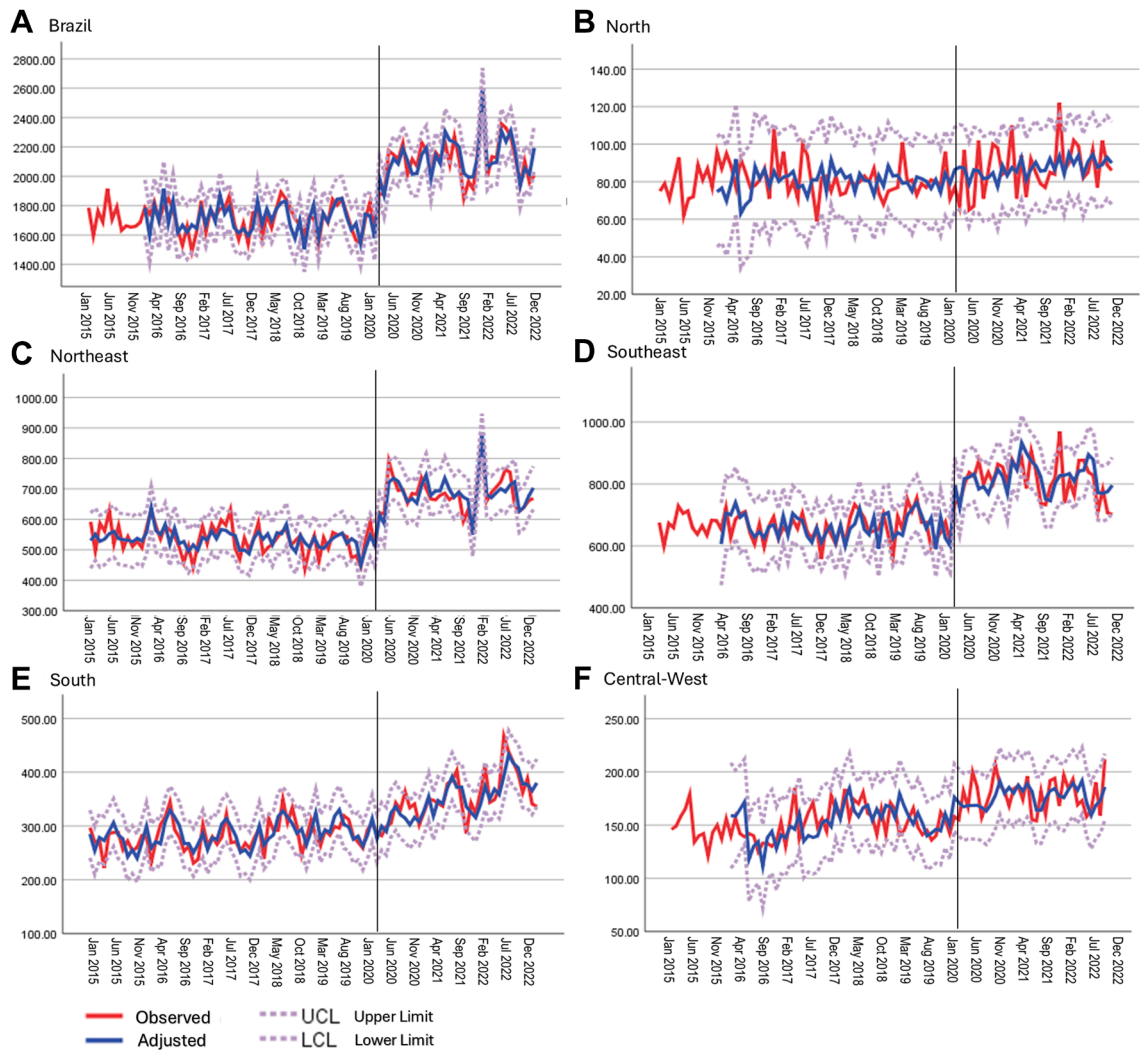 A Brazil
2800.00
2600.00
2400.00
2200.00
2000.00
1800.00
1600.00
1400.00
Jan 2015 Jun 2015 Nov 2015 Apr 2016 Sep 2016 Feb 2017 Jul 2017 Dec 2017 May 2018 Oct 2018 Mar 2019 Aug 2019 Jan 2020 Jun 2020 Nov 2020 Apr 2021 Sep 2021 Feb 2022 Jul 2022 Dec 2022
B North
140.00
120.00
100.00
80.00
60.00
40.00
20.00
Jan 2015 Jun 2015 Nov 2015 Apr 2016 Sep 2016 Feb 2017 Jul 2017 Dec 2017 May 2018 Oct 2018 Mar 2019 Aug 2019 Jan 2020 Jun 2020 Nov 2020 Apr 2021 Sep 2021 Feb 2022 Jul 2022 Dec 2022
C Northeast
1000.00
900.00
800.00
700.00
600.00
500.00
400.00
300.00
Jan 2015 Jun 2015 Nov 2015 Apr 2016 Sep 2016 Feb 2017 Jul 2017 Dec 2017 May 2018 Oct 2018 Mar 2019 Aug 2019 Jan 2020 Jun 2020 Nov 2020 Apr 2021 Sep 2021 Feb 2022 Jul 2022 Dec 2022
D Southeast
1000.00
800.00
600.00
400.00
Jan 2015 Jun 2015 Nov 2015 Apr 2016 Sep 2016 Feb 2017 Jul 2017 Dec 2017 May 2018 Oct 2018 Mar 2019 Aug 2019 Jan 2020 Jun 2020 Nov 2020 Apr 2021 Sep 2021 Feb 2022 Jul 2022 Dec 2022
E South
500.00
400.00
300.00
200.00
100.00
Jan 2015 Jun 2015 Nov 2015 Apr 2016 Sep 2016 Feb 2017 Jul 2017 Dec 2017 May 2018 Oct 2018 Mar 2019 Aug 2019 Jan 2020 Jun 2020 Nov 2020 Apr 2021 Sep 2021 Feb 2022 Jul 2022 Dec 2022
F Central-West
250.00
200.00
150.00
100.00
50.00
Jan 2015 Jun 2015 Nov 2015 Apr 2016 Sep 2016 Feb 2017 Jul 2017 Dec 2017 May 2018 Oct 2018 Mar 2019 Aug 2019 Jan 2020 Jun 2020 Nov 2020 Apr 2021 Sep 2021 Feb 2022 Jul 2022 Dec 2022
Observed UCL Upper Limit
Adjusted LCL Lower Limit